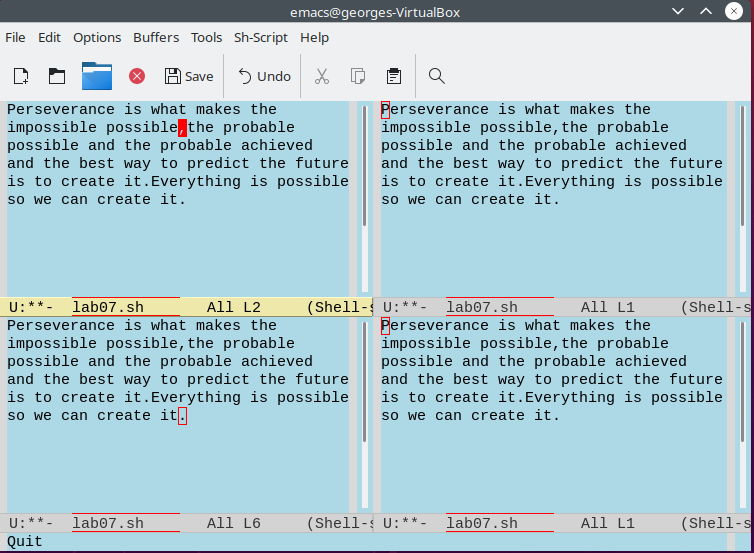 emacs@georges-VirtualBox
File Edit Options Buffers Tools Sh-Script Help
Save Undo
Perseverance is what makes the
impossible possible,the probable
possible and the probable achieved
and the best way to predict the future
is to create it.Everything is possible
so we can create it.
U:**- lab07.sh All L2 (Shell-s
Perseverance is what makes the
impossible possible,the probable
possible and the probable achieved
and the best way to predict the future
is to create it.Everything is possible
so we can create it.
U:**- lab07.sh All L1 (Shell-s
Perseverance is what makes the
impossible possible,the probable
possible and the probable achieved
and the best way to predict the future
is to create it.Everything is possible
so we can create it.
U:**- lab07.sh All L6 (Shell-s
Perseverance is what makes the
impossible possible,the probable
possible and the probable achieved
and the best way to predict the future
is to create it.Everything is possible
so we can create it.
U:**- lab07.sh All L1 (Shell-s
Quit